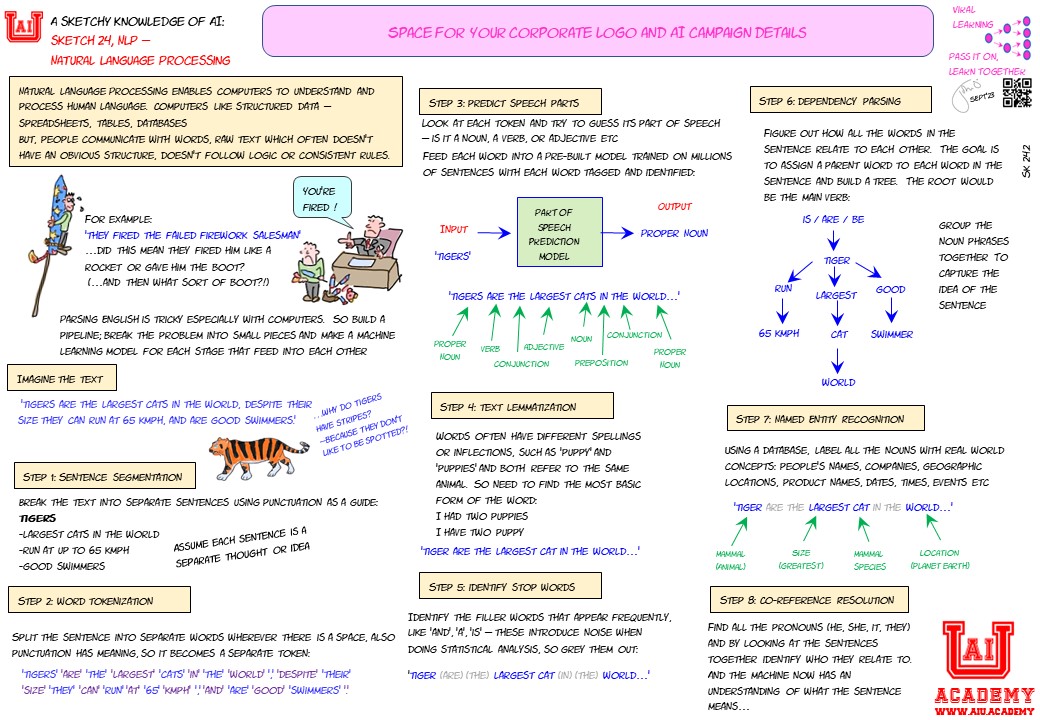 AI
A SKETCHY KNOWLEDGE OF AI:
SKETCH 24, NLP –
NATURAL LANGUAGE PROCESSING
SPACE FOR YOUR CORPORATE LOGO AND AI CAMPAIGN DETAILS
VIRAL
LEARNING
PASS IT ON,
LEARN TOGETHER
SEPT'23
SK 24.2
NATURAL LANGUAGE PROCESSING ENABLES COMPUTERS TO UNDERSTAND AND
PROCESS HUMAN LANGUAGE. COMPUTERS LIKE STRUCTURED DATA –
SPREADSHEETS, TABLES, DATABASES
BUT, PEOPLE COMMUNICATE WITH WORDS, RAW TEXT WHICH OFTEN DOESN'T
HAVE AN OBVIOUS STRUCTURE, DOESN'T FOLLOW LOGIC OR CONSISTENT RULES.
YOU'RE
FIRED !
FOR EXAMPLE:
'THEY FIRED THE FAILED FIREWORK SALESMAN'
...DID THIS MEAN THEY FIRED HIM LIKE A
ROCKET OR GAVE HIM THE BOOT?
(...AND THEN WHAT SORT OF BOOT?!)
PARSING ENGLISH IS TRICKY ESPECIALLY WITH COMPUTERS. SO BUILD A
PIPELINE; BREAK THE PROBLEM INTO SMALL PIECES AND MAKE A MACHINE
LEARNING MODEL FOR EACH STAGE THAT FEED INTO EACH OTHER
IMAGINE THE TEXT
'TIGERS ARE THE LARGEST CATS IN THE WORLD, DESPITE THEIR
SIZE THEY CAN RUN AT 65 KMPH, AND ARE GOOD SWIMMERS.'
...WHY DO TIGERS
HAVE STRIPES?
–BECAUSE THEY DON'T
LIKE TO BE SPOTTED?!
STEP 1: SENTENCE SEGMENTATION
BREAK THE TEXT INTO SEPARATE SENTENCES USING PUNCTUATION AS A GUIDE:
TIGERS
-LARGEST CATS IN THE WORLD
-RUN AT UP TO 65 KMPH
-GOOD SWIMMERS
ASSUME EACH SENTENCE IS A
SEPARATE THOUGHT OR IDEA
STEP 2: WORD TOKENIZATION
SPLIT THE SENTENCE INTO SEPARATE WORDS WHEREVER THERE IS A SPACE, ALSO
PUNCTUATION HAS MEANING, SO IT BECOMES A SEPARATE TOKEN:
'TIGERS' 'ARE' 'THE' 'LARGEST' 'CATS' 'IN' 'THE' 'WORLD' ',' 'DESPITE' 'THEIR'
'SIZE' 'THEY' 'CAN' 'RUN' 'AT' '65' 'KMPH' ',' 'AND' 'ARE' 'GOOD' 'SWIMMERS' '.'
STEP 3: PREDICT SPEECH PARTS
LOOK AT EACH TOKEN AND TRY TO GUESS ITS PART OF SPEECH
– IS IT A NOUN, A VERB, OR ADJECTIVE ETC
FEED EACH WORD INTO A PRE-BUILT MODEL TRAINED ON MILLIONS
OF SENTENCES WITH EACH WORD TAGGED AND IDENTIFIED:
INPUT
'TIGERS'
PART OF
SPEECH
PREDICTION
MODEL
OUTPUT
PROPER NOUN
'TIGERS ARE THE LARGEST CATS IN THE WORLD...'
PROPER
NOUN
VERB
CONJUNCTION
ADJECTIVE
NOUN
PREPOSITION
CONJUNCTION
PROPER
NOUN
STEP 4: TEXT LEMMATIZATION
WORDS OFTEN HAVE DIFFERENT SPELLINGS
OR INFLECTIONS, SUCH AS 'PUPPY' AND
'PUPPIES' AND BOTH REFER TO THE SAME
ANIMAL. SO NEED TO FIND THE MOST BASIC
FORM OF THE WORD:
I HAD TWO PUPPIES
I HAVE TWO PUPPY
'TIGER ARE THE LARGEST CAT IN THE WORLD...'
STEP 5: IDENTIFY STOP WORDS
IDENTIFY THE FILLER WORDS THAT APPEAR FREQUENTLY,
LIKE 'AND', 'A', 'IS' – THESE INTRODUCE NOISE WHEN
DOING STATISTICAL ANALYSIS, SO GREY THEM OUT:
'TIGER (ARE) (THE) LARGEST CAT (IN) (THE) WORLD...'
STEP 6: DEPENDENCY PARSING
FIGURE OUT HOW ALL THE WORDS IN THE
SENTENCE RELATE TO EACH OTHER. THE GOAL IS
TO ASSIGN A PARENT WORD TO EACH WORD IN THE
SENTENCE AND BUILD A TREE. THE ROOT WOULD
BE THE MAIN VERB:
IS / ARE / BE
TIGER
RUN
LARGEST
GOOD
65 KMPH
CAT
SWIMMER
WORLD
GROUP THE
NOUN PHRASES
TOGETHER TO
CAPTURE THE
IDEA OF THE
SENTENCE
STEP 7: NAMED ENTITY RECOGNITION
USING A DATABASE, LABEL ALL THE NOUNS WITH REAL WORLD
CONCEPTS: PEOPLE'S NAMES, COMPANIES, GEOGRAPHIC
LOCATIONS, PRODUCT NAMES, DATES, TIMES, EVENTS ETC
'TIGER ARE THE LARGEST CAT IN THE WORLD...'
MAMMAL
(ANIMAL)
SIZE
(GREATEST)
MAMMAL
SPECIES
LOCATION
(PLANET EARTH)
STEP 8: CO-REFERENCE RESOLUTION
FIND ALL THE PRONOUNS (HE, SHE, IT, THEY)
AND BY LOOKING AT THE SENTENCES
TOGETHER IDENTIFY WHO THEY RELATE TO.
AND THE MACHINE NOW HAS AN
UNDERSTANDING OF WHAT THE SENTENCE
MEANS...
AI
ACADEMY
WWW.AIU.ACADEMY